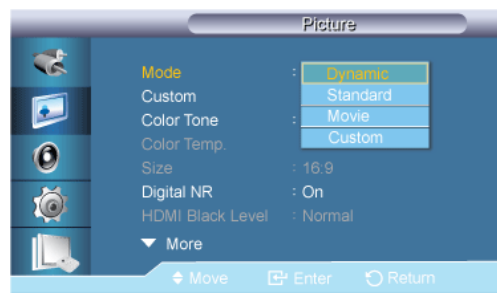 Picture
Mode : Dynamic
Custom Standard
Color Tone : Movie
Color Temp. Custom
Size : 16:9
Digital NR : On
HDMI Black Level : Normal
▼ More
Move Enter Return